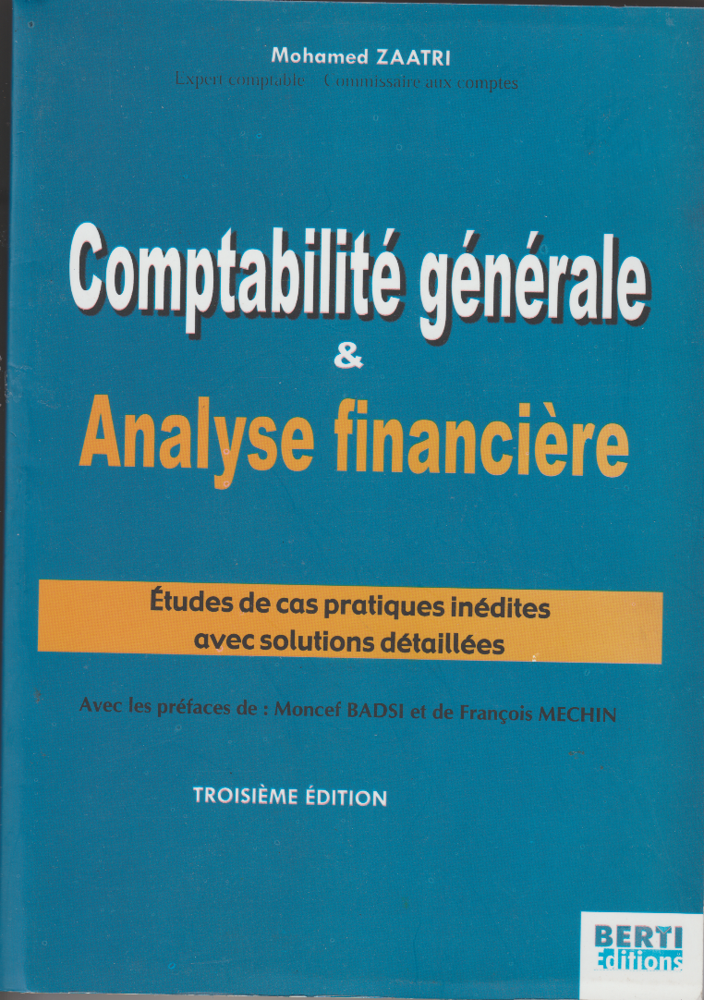 Mohamed ZAATRI
Expert comptable Commissaire aux comptes
Comptabilité générale
&
Analyse financière
Études de cas pratiques inédites
avec solutions détaillées
Avec les préfaces de : Moncef BADSI et de François MECHIN
TROISIÈME ÉDITION
BERTI
Editions